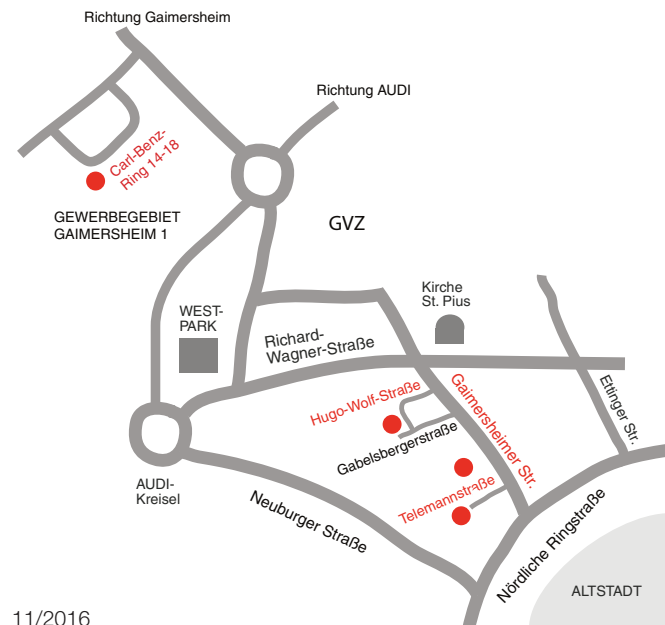 Richtung Gaimersheim
Richtung AUDI
Carl-Benz-
Ring 14-18
GEWERBEGEBIET
GAIMERSHEIM 1
GVZ
Kirche
St. Pius
WEST-
PARK
Richard-
Wagner-Straße
Hugo-Wolf-Straße
Gaimersheimer Str.
Ettinger Str.
Gabelsbergerstraße
AUDI-
Kreisel
Neuburger Straße
Telemannstraße
Nördliche Ringstraße
ALTSTADT
11/2016